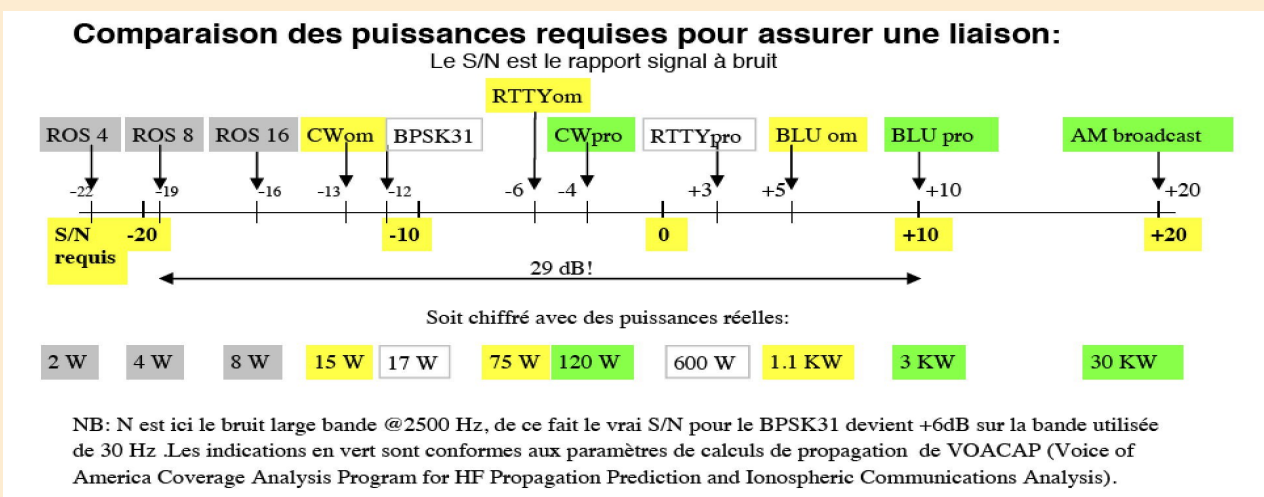 Comparaison des puissances requises pour assurer une liaison:
Le S/N est le rapport signal à bruit
RTTYom
ROS 4 ROS 8 ROS 16 CWom BPSK31 CWpro RTTYpro BLU om BLU pro AM broadcast
-22 -19 -16 -13 -12 -6 -4 +3 +5 +10 +20
S/N requis -20 -10 0 +10 +20
29 dB!
Soit chiffré avec des puissances réelles:
2 W 4 W 8 W 15 W 17 W 75 W 120 W 600 W 1.1 KW 3 KW 30 KW
NB: N est ici le bruit large bande @2500 Hz, de ce fait le vrai S/N pour le BPSK31 devient +6dB sur la bande utilisée
de 30 Hz .Les indications en vert sont conformes aux paramètres de calculs de propagation de VOACAP (Voice of
America Coverage Analysis Program for HF Propagation Prediction and Ionospheric Communications Analysis).